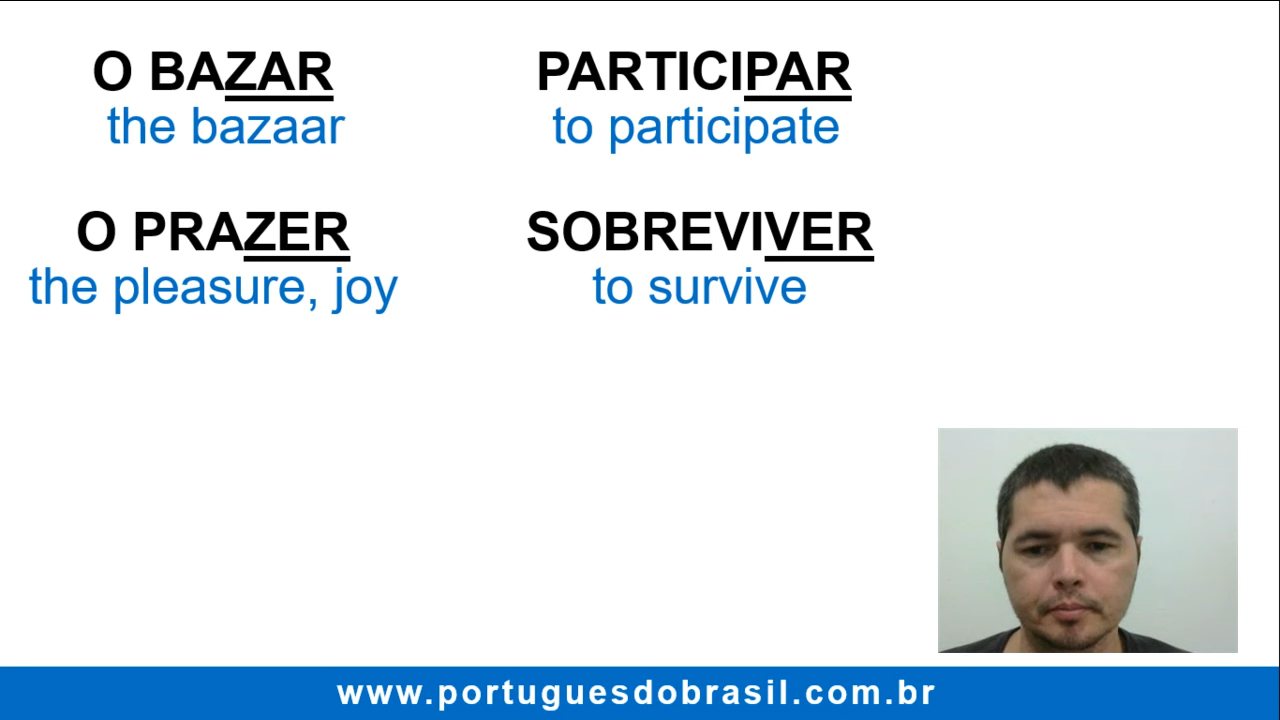 O BAZAR
the bazaar
PARTICIPAR
to participate
O PRAZER
the pleasure, joy
SOBREVIVER
to survive
www.portuguesdobrasil.com.br